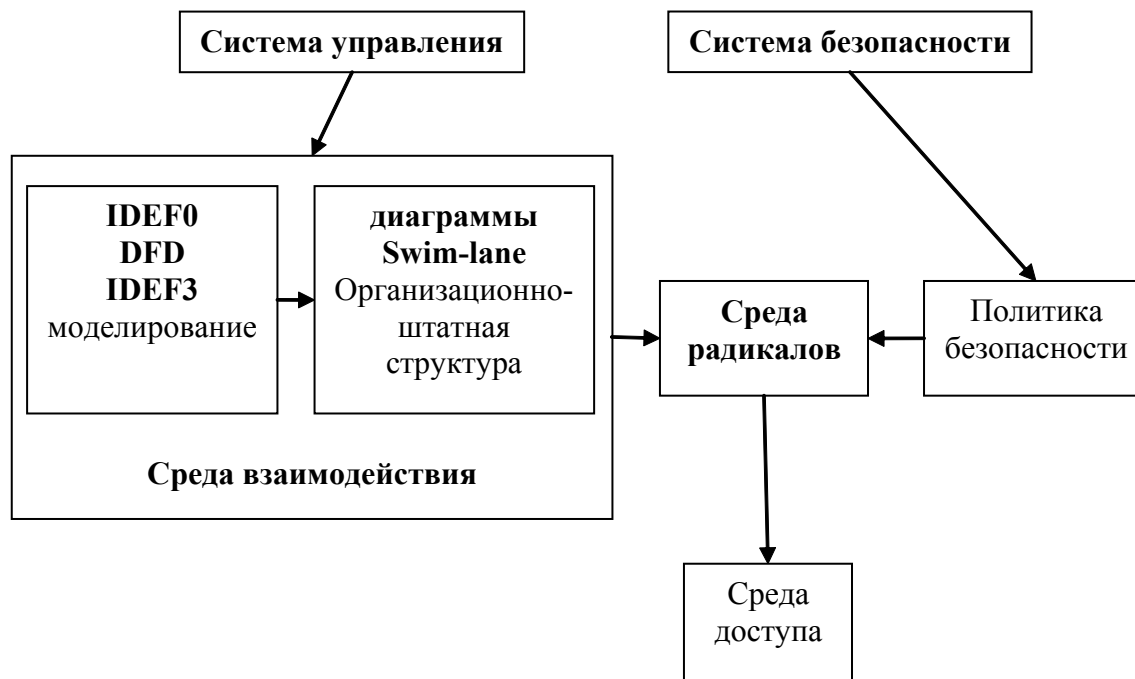 Система управления
Система безопасности
IDEF0
DFD
IDEF3
моделирование
диаграммы
Swim-lane
Организационно-
штатная
структура
Среда взаимодействия
Среда
радикалов
Политика
безопасности
Среда
доступа